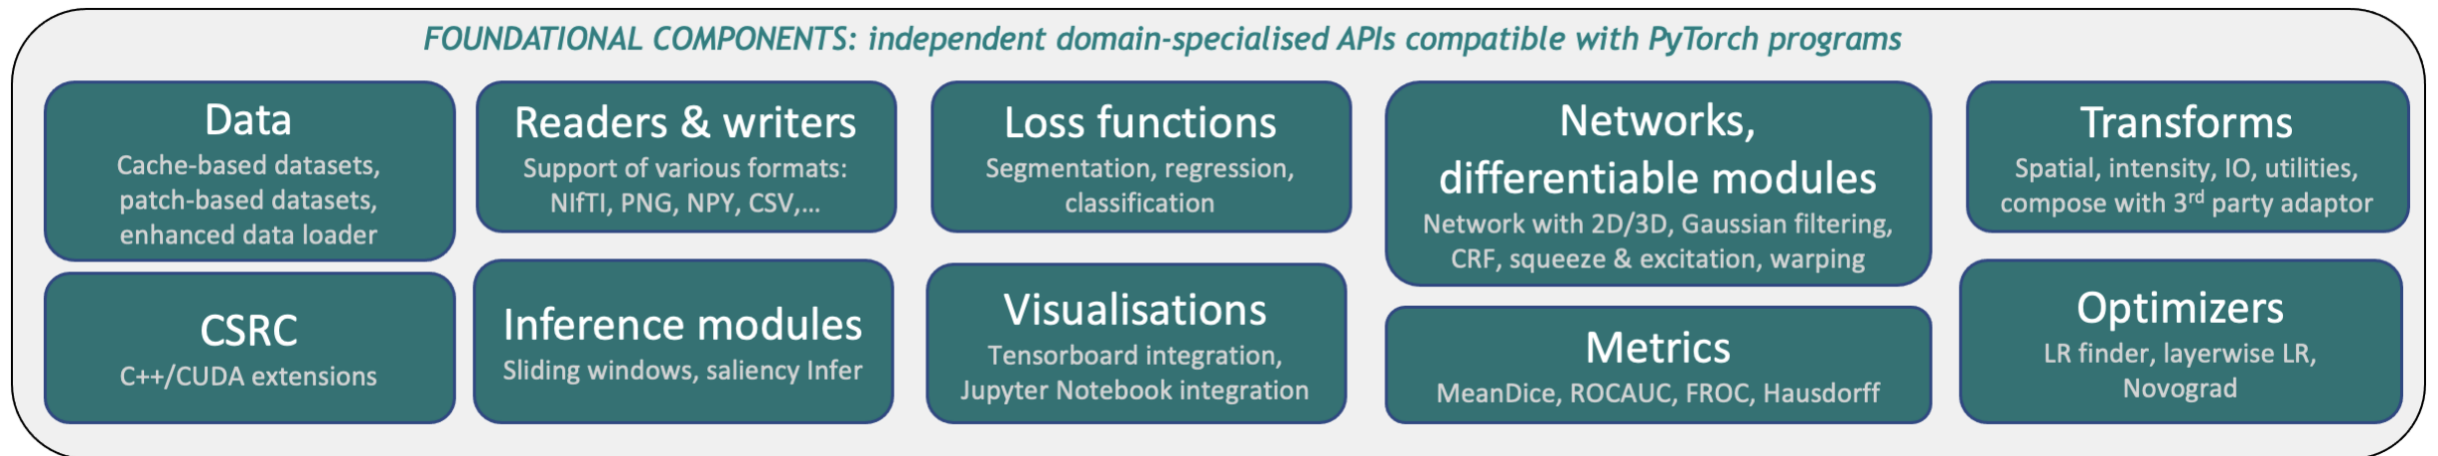 FOUNDATIONAL COMPONENTS: independent domain-specialised APIs compatible with PyTorch programs
Data
Cache-based datasets,
patch-based datasets,
enhanced data loader
Readers & writers
Support of various formats:
NIfTI, PNG, NPY, CSV,...
Loss functions
Segmentation, regression,
classification
Networks,
differentiable modules
Network with 2D/3D, Gaussian filtering,
CRF, squeeze & excitation, warping
Transforms
Spatial, intensity, IO, utilities,
compose with 3rd party adaptor
CSRC
C++/CUDA extensions
Inference modules
Sliding windows, saliency Infer
Visualisations
Tensorboard integration,
Jupyter Notebook integration
Metrics
MeanDice, ROCAUC, FROC, Hausdorff
Optimizers
LR finder, layerwise LR,
Novograd